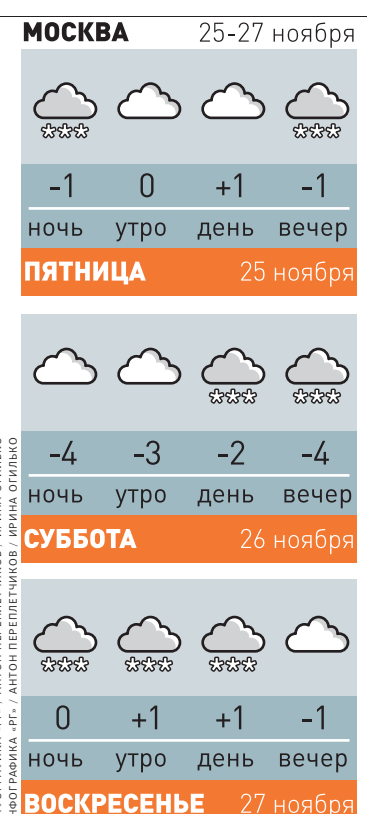 МОСКВА 25-27 ноября
-1 0 +1 -1
ночь утро день вечер
ПЯТНИЦА 25 ноября
-4 -3 -2 -4
ночь утро день вечер
СУББОТА 26 ноября
0 +1 +1 -1
ночь утро день вечер
ВОСКРЕСЕНЬЕ 27 ноября
НФОГРАФИКА «РГ» / АНТОН ПЕРЕПЛЕТЧИКОВ / ИРИНА ОГИЛЬКО